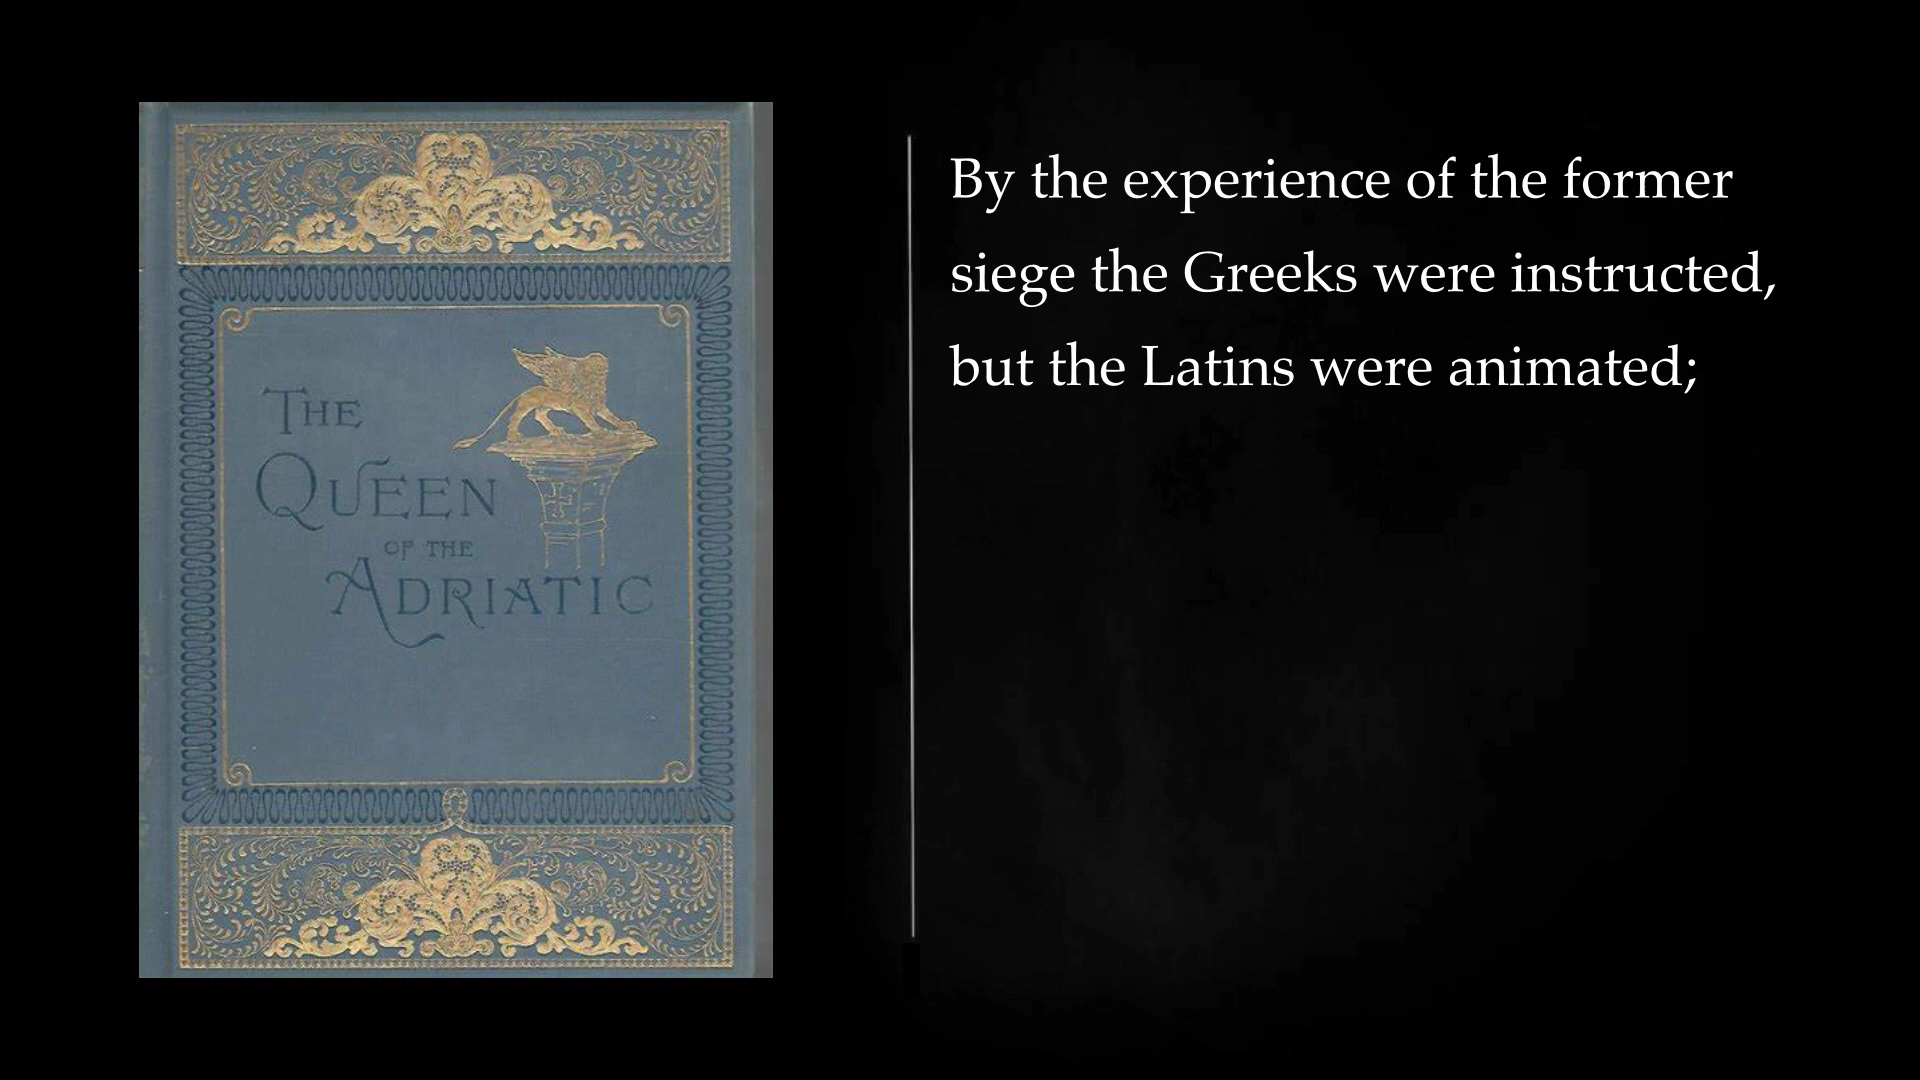 The
Queen
of the
Adriatic
By the experience of the former
siege the Greeks were instructed,
but the Latins were animated;